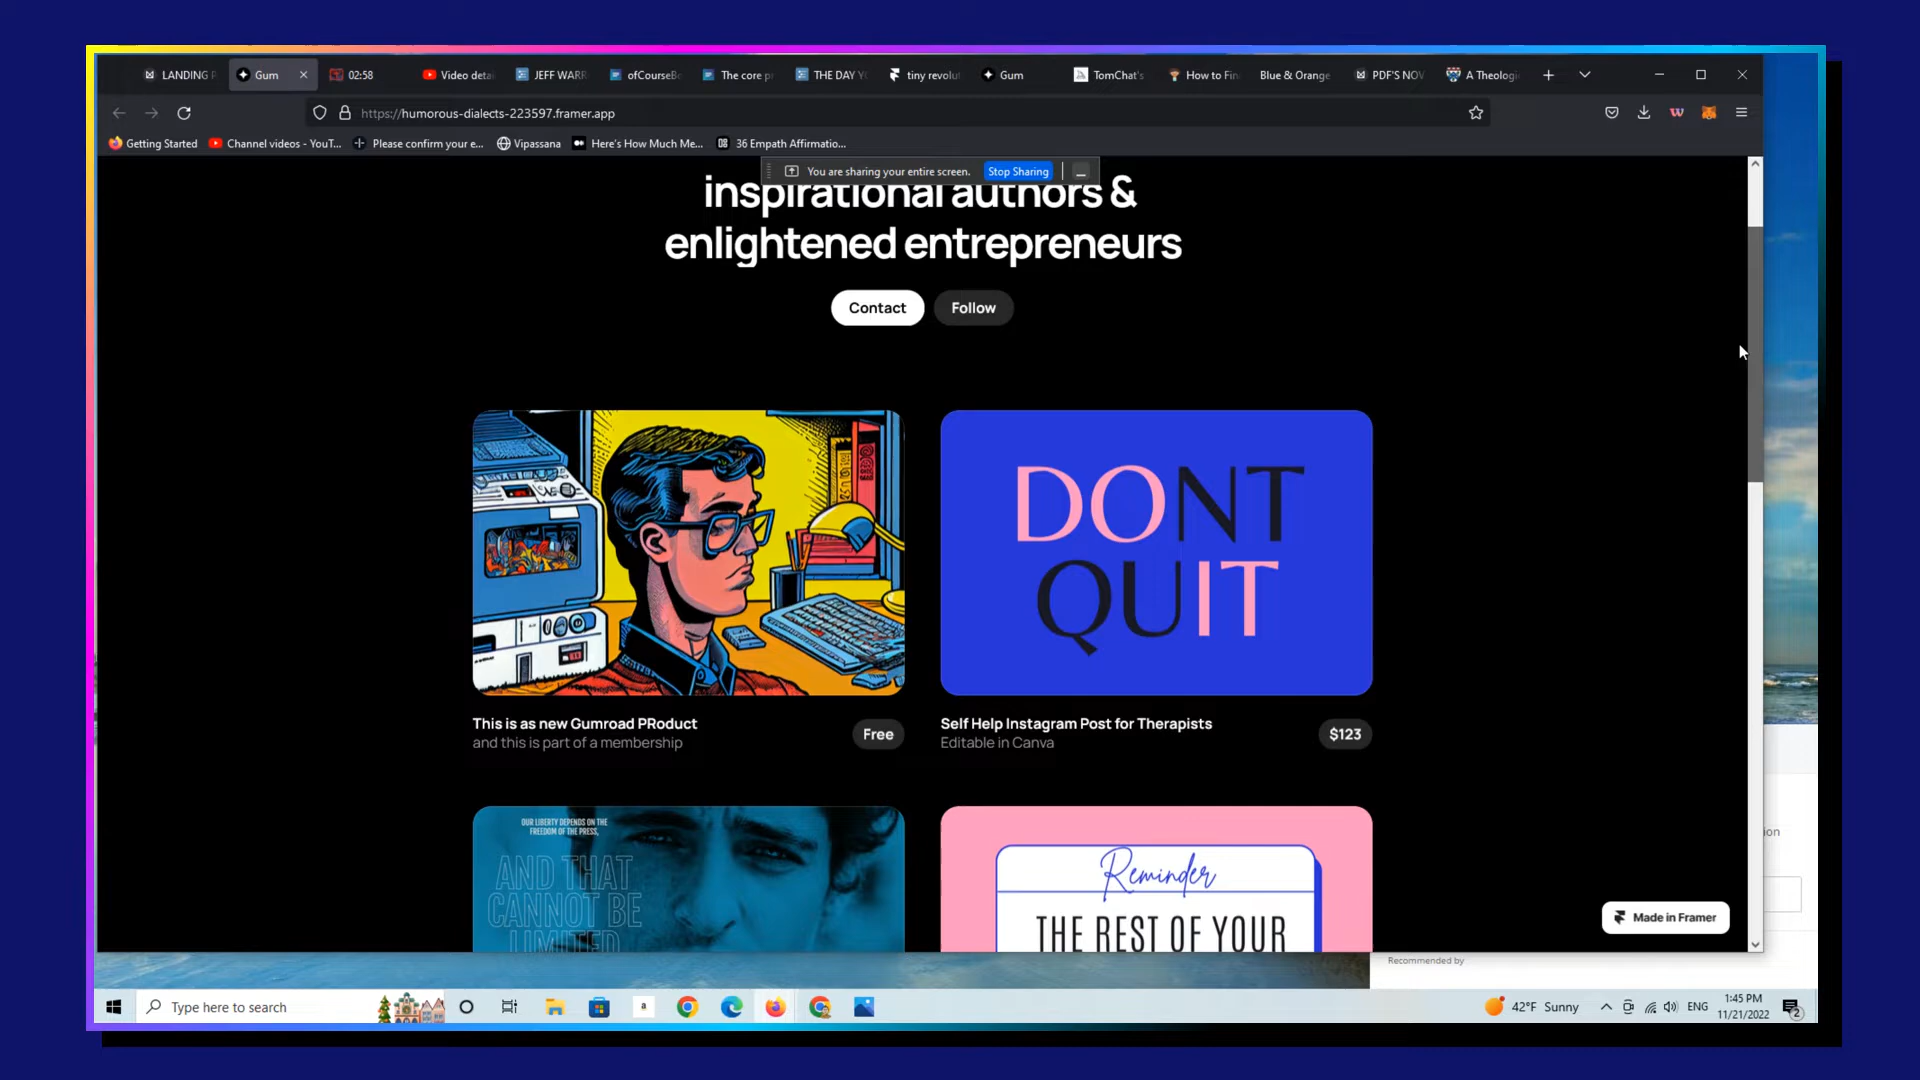 LANDING P
Gum
02:58
Video detai
JEFF WARR
ofCourseBo
The core p
THE DAY Y
tiny revolut
Gum
TomChat's
How to Fin
Blue & Orange
PDF'S NOV
A Theologi
https://humorous-dialects-223597.framer.app
Getting Started
Channel videos - YouT...
Please confirm your e...
Vipassana
Here's How Much Me...
36 Empath Affirmatio...
You are sharing your entire screen.
Stop Sharing
inspirational authors &
enlightened entrepreneurs
Contact
Follow
DONT
QUIT
This is as new Gumroad PRoduct
and this is part of a membership
Free
Self Help Instagram Post for Therapists
Editable in Canva
$123
OUR LIBERTY DEPENDS ON THE
FREEDOM OF THE PRESS,
AND THAT
CANNOT BE
LIMITED
Reminder
THE REST OF YOUR
Made in Framer
ion
Recommended by
Type here to search
42°F Sunny
ENG
1:45 PM
11/21/2022
2